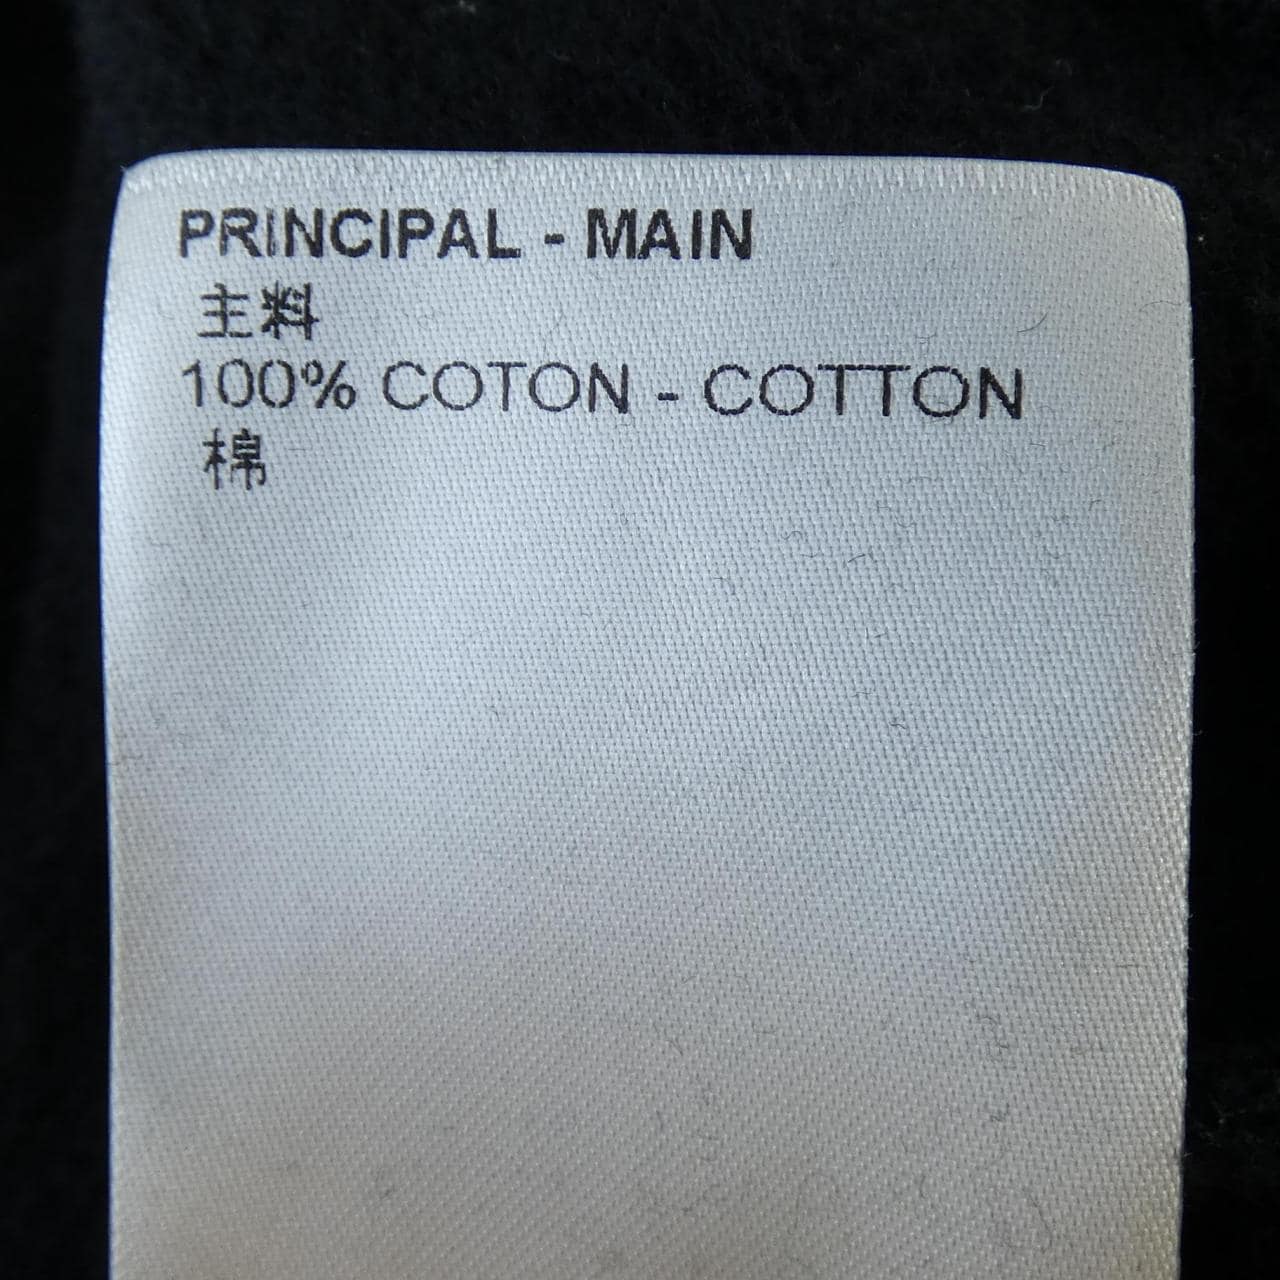 PRINCIPAL - MAIN
主料
100% COTON - COTTON
棉